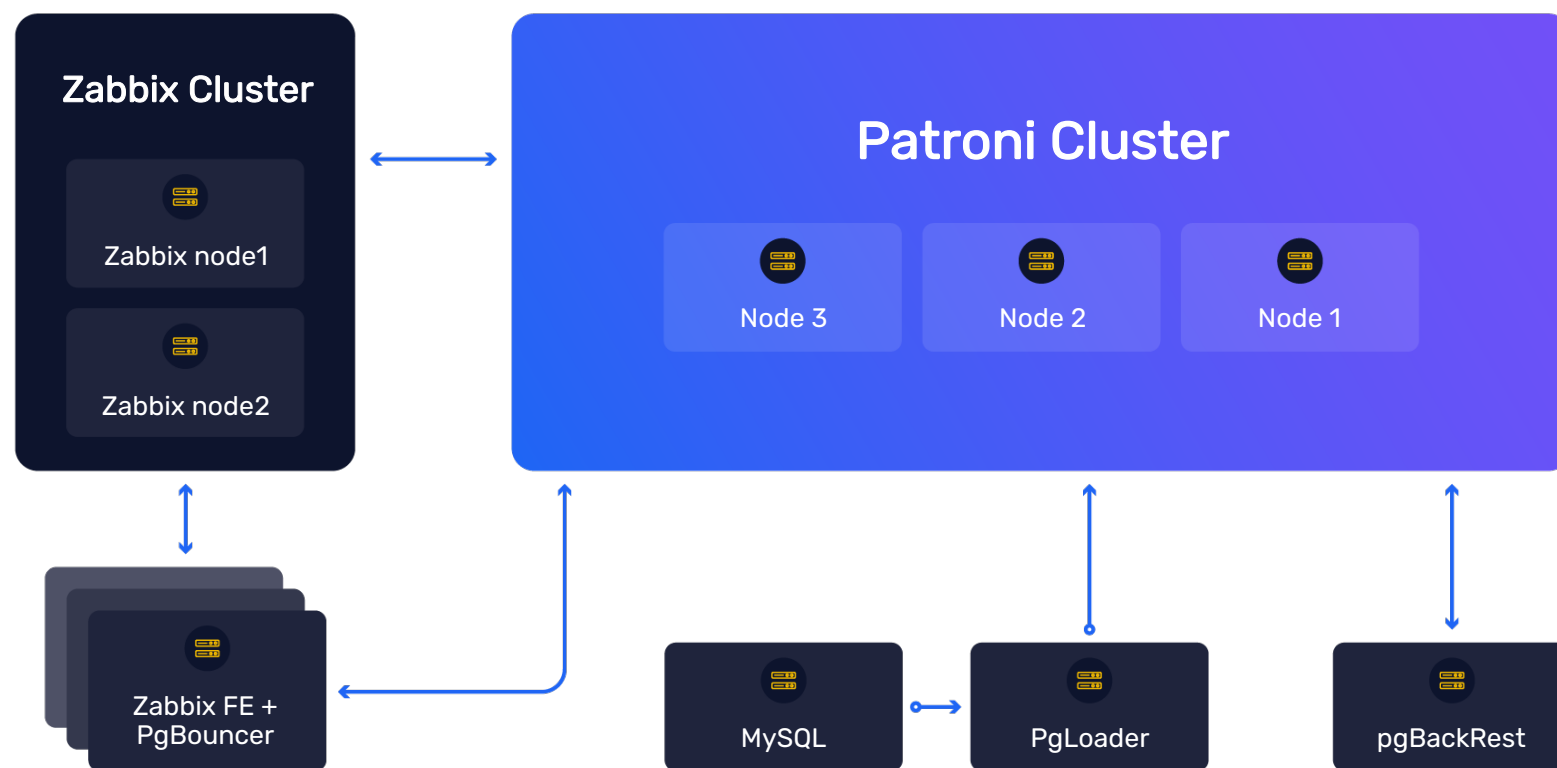 Zabbix Cluster
Zabbix node1
Zabbix node2
Patroni Cluster
Node 3
Node 2
Node 1
Zabbix FE +
PgBouncer
MySQL
PgLoader
pgBackRest